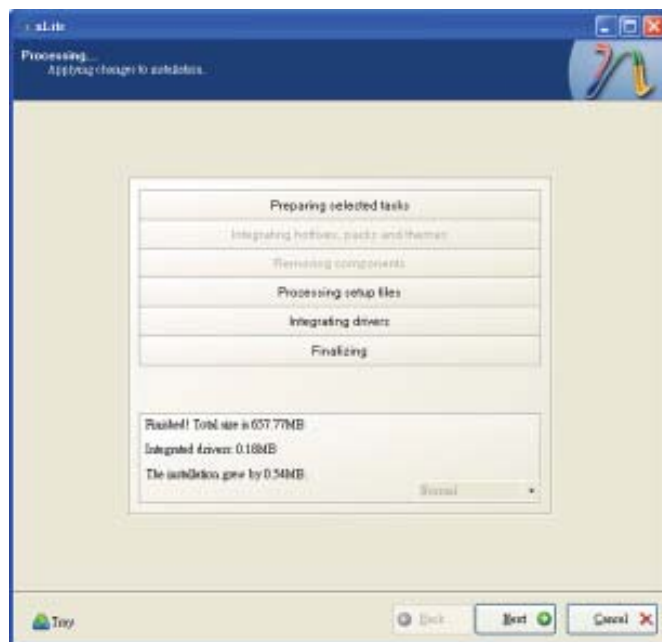 nLite
Processing...
Applying changes to installation.
Preparing selected tasks
Integrating hotfixes, packs and themes
Removing components
Processing setup files
Integrating drivers
Finalizing
Finished! Total size is 657.77MB
Integrated drivers: 0.18MB
The installation grew by 0.54MB.
Normal
Tray
Back
Next
Cancel